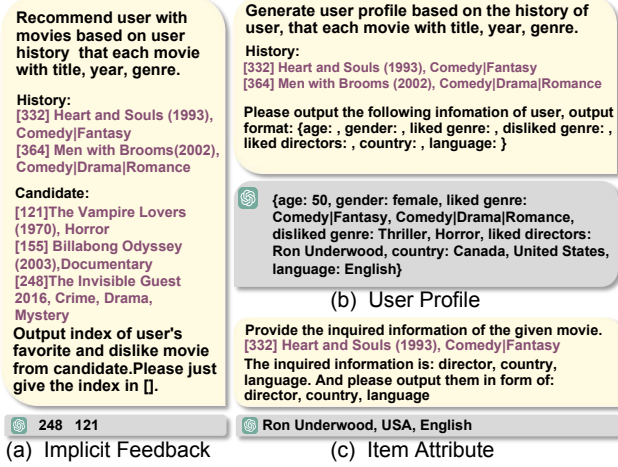 Recommend user with
movies based on user
history that each movie
with title, year, genre.
History:
[332] Heart and Souls (1993),
Comedy|Fantasy
[364] Men with Brooms(2002),
Comedy|Drama|Romance
Candidate:
[121]The Vampire Lovers
(1970), Horror
[155] Billabong Odyssey
(2003),Documentary
[248]The Invisible Guest
2016, Crime, Drama,
Mystery
Output index of user's
favorite and dislike movie
from candidate.Please just
give the index in [].
248 121
(a) Implicit Feedback
Generate user profile based on the history of
user, that each movie with title, year, genre.
History:
[332] Heart and Souls (1993), Comedy|Fantasy
[364] Men with Brooms (2002), Comedy|Drama|Romance
Please output the following infomation of user, output
format: {age: , gender: , liked genre: , disliked genre: ,
liked directors: , country: , language: }
{age: 50, gender: female, liked genre:
Comedy|Fantasy, Comedy|Drama|Romance,
disliked genre: Thriller, Horror, liked directors:
Ron Underwood, country: Canada, United States,
language: English}
(b) User Profile
Provide the inquired information of the given movie.
[332] Heart and Souls (1993), Comedy|Fantasy
The inquired information is: director, country,
language. And please output them in form of:
director, country, language
Ron Underwood, USA, English
(c) Item Attribute